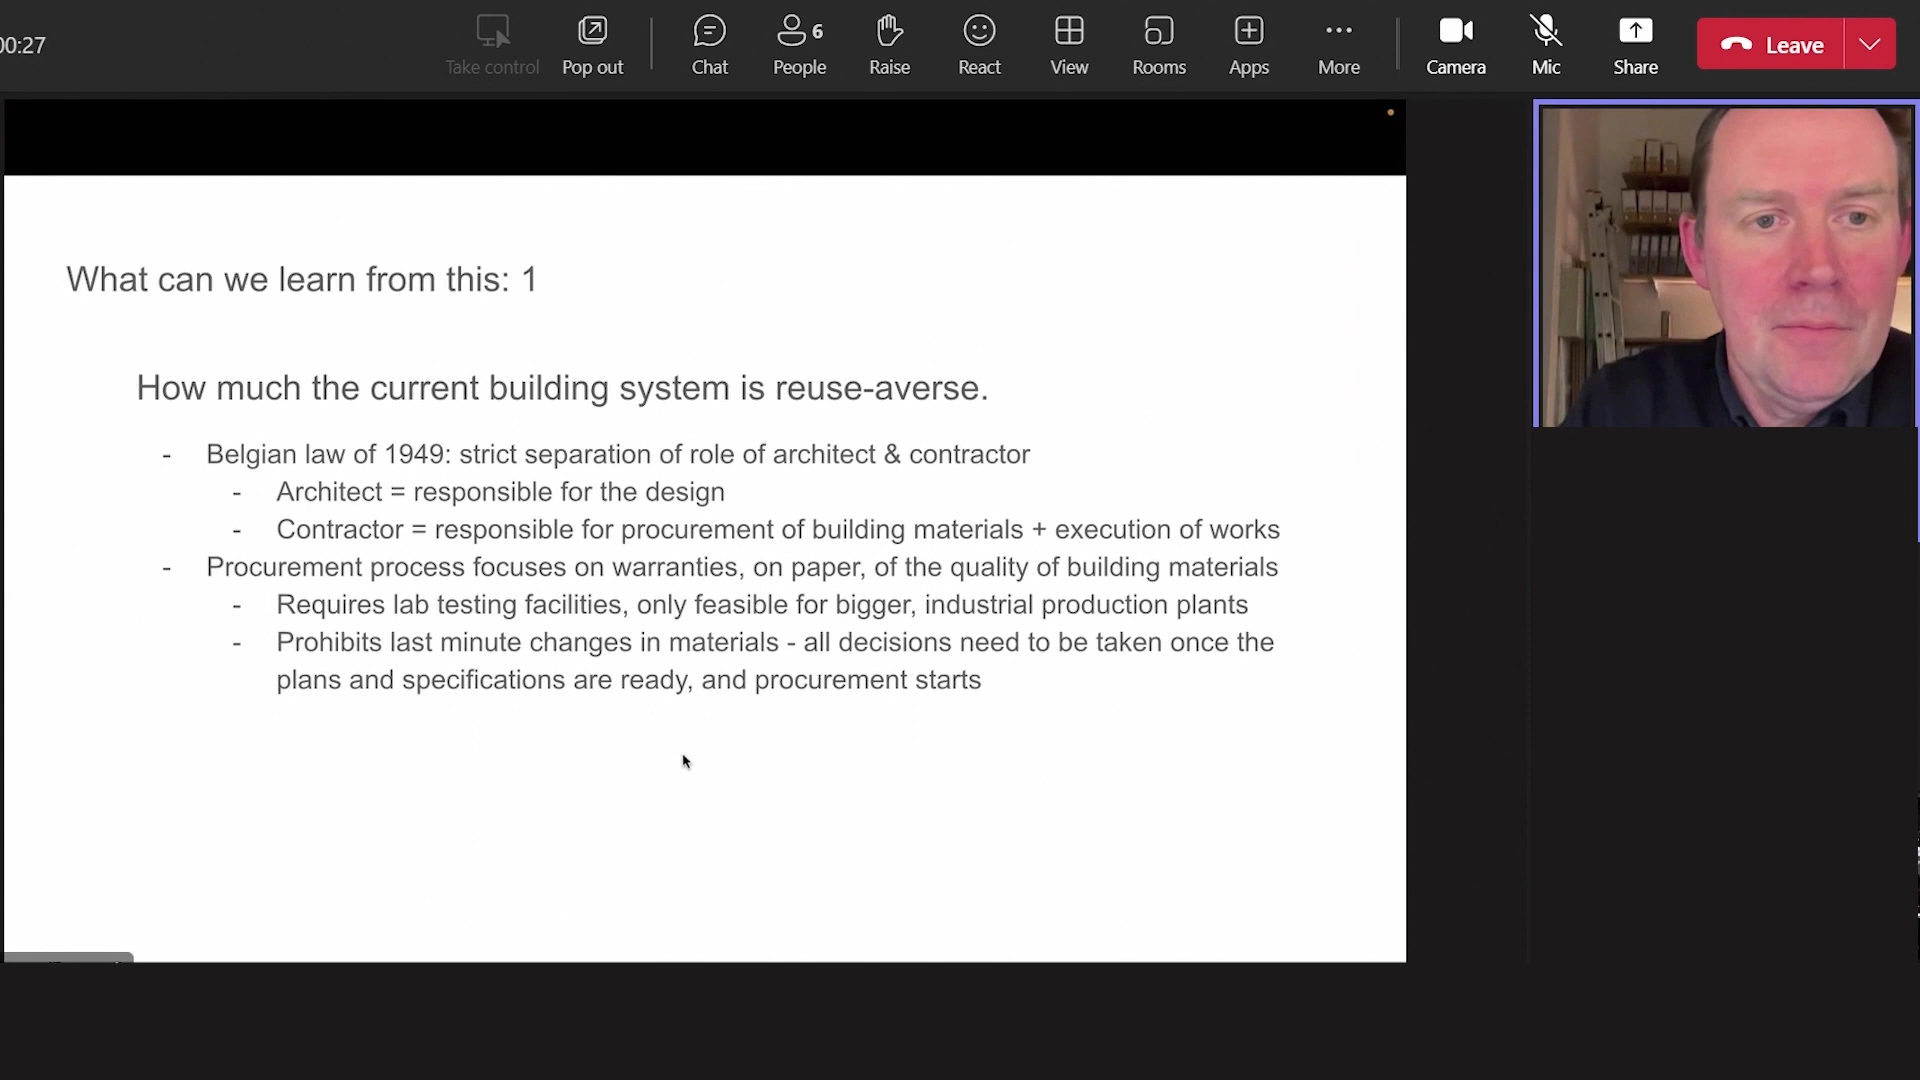 00:27
Take control
Pop out
Chat
6
People
Raise
React
View
Rooms
Apps
More
Camera
Mic
Share
Leave
What can we learn from this: 1
How much the current building system is reuse-averse.
- Belgian law of 1949: strict separation of role of architect & contractor
- Architect = responsible for the design
- Contractor = responsible for procurement of building materials + execution of works
- Procurement process focuses on warranties, on paper, of the quality of building materials
- Requires lab testing facilities, only feasible for bigger, industrial production plants
- Prohibits last minute changes in materials - all decisions need to be taken once the
plans and specifications are ready, and procurement starts